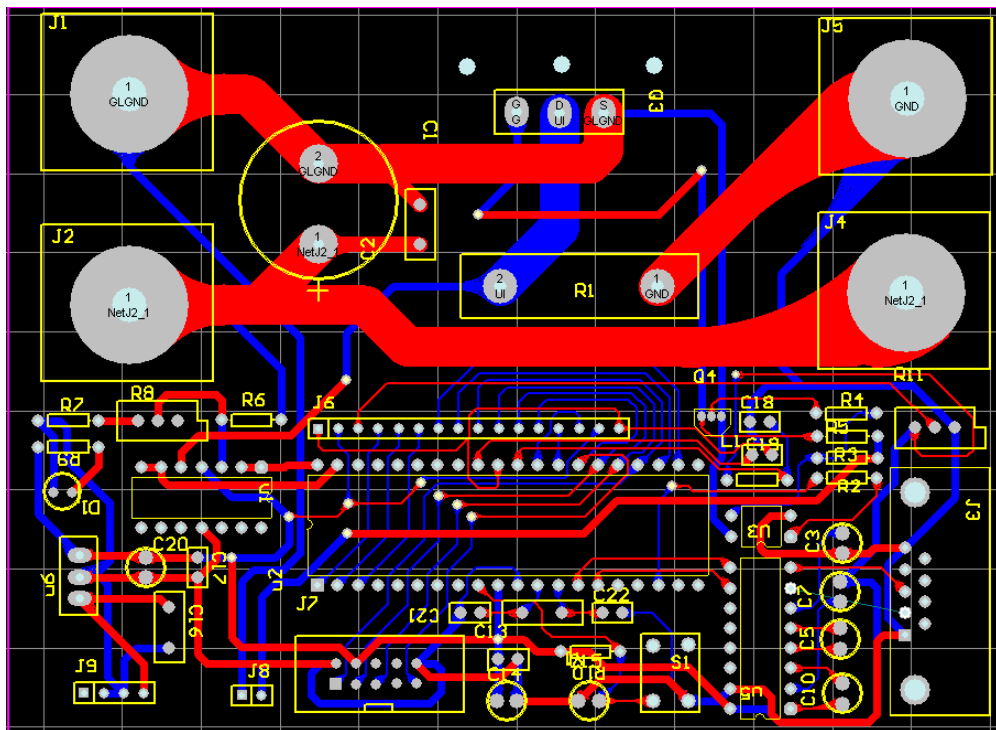 J1
1
GLGND
2
GLGND
C1
G
G
D
UI
S
GLGND
Q3
J5
1
GND
J2
1
NetJ2_1
1
NetJ2_1
C2
2
UI
R1
1
GND
J4
1
NetJ2_1
R7
R8
R6
J6
Q4
C18
R4
R11
R9
L1
C19
R5
R3
R2
D1
U1
U3
C3
J3
C20
C17
U2
J7
C7
U6
C16
C21
C13
C22
C5
J9
J8
C14
S1
U5
C10